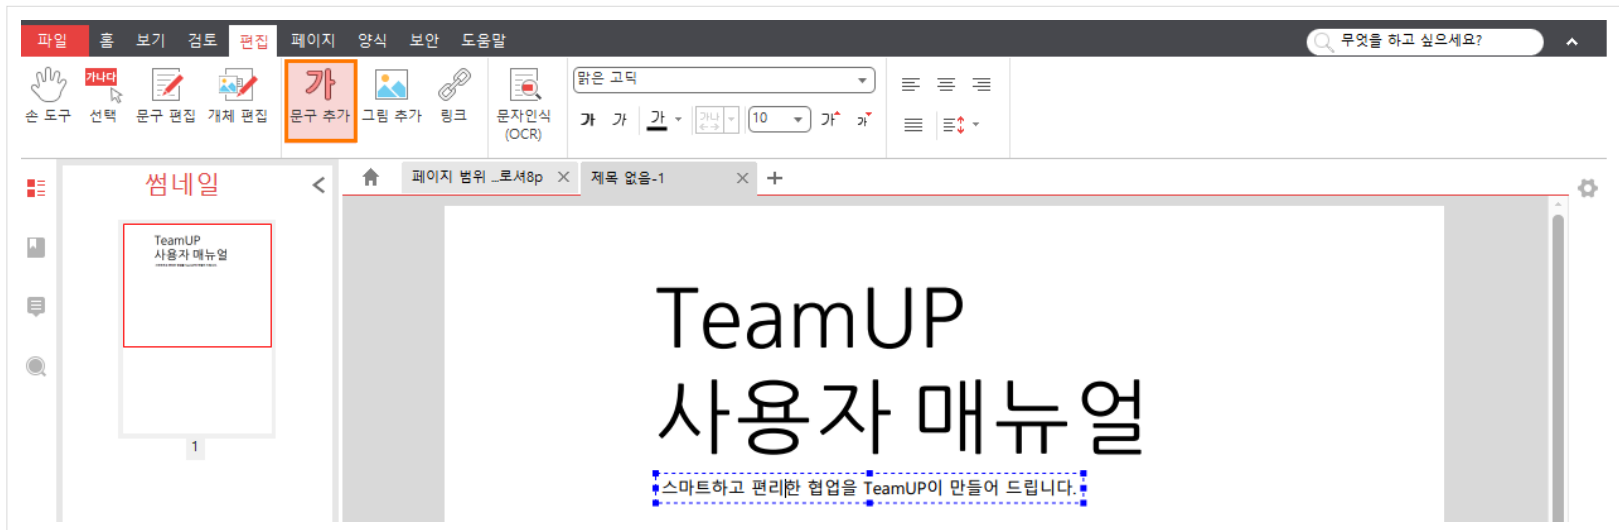 파일 홈 보기 검토 편집 페이지 양식 보안 도움말 무엇을 하고 싶으세요?
가나다 가 맑은 고딕
손 도구 선택 문구 편집 개체 편집 문구 추가 그림 추가 링크 문자인식 (OCR)
가 가 가 가나 10 가 가
썸네일 페이지 범위 ...로셔8p 제목 없음-1
TeamUP
사용자 매뉴얼
1
TeamUP
사용자 매뉴얼
스마트하고 편리한 협업을 TeamUP이 만들어 드립니다.